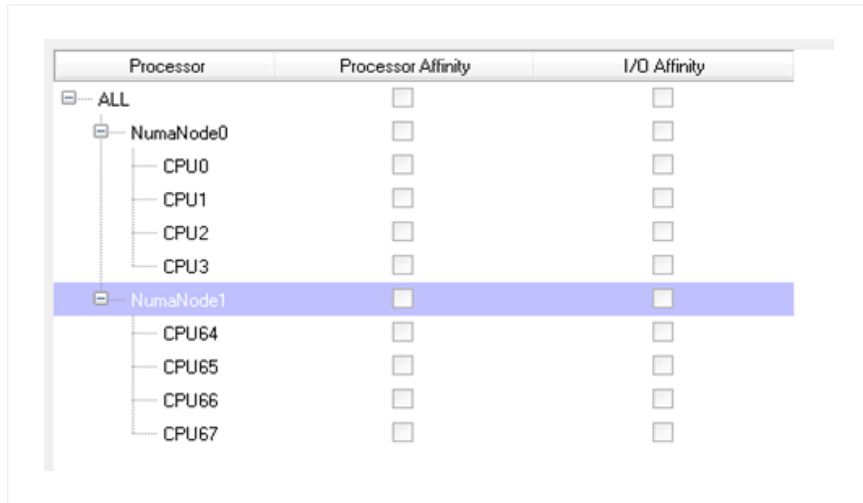 Processor Processor Affinity I/O Affinity
ALL
NumaNode0
CPU0
CPU1
CPU2
CPU3
NumaNode1
CPU64
CPU65
CPU66
CPU67